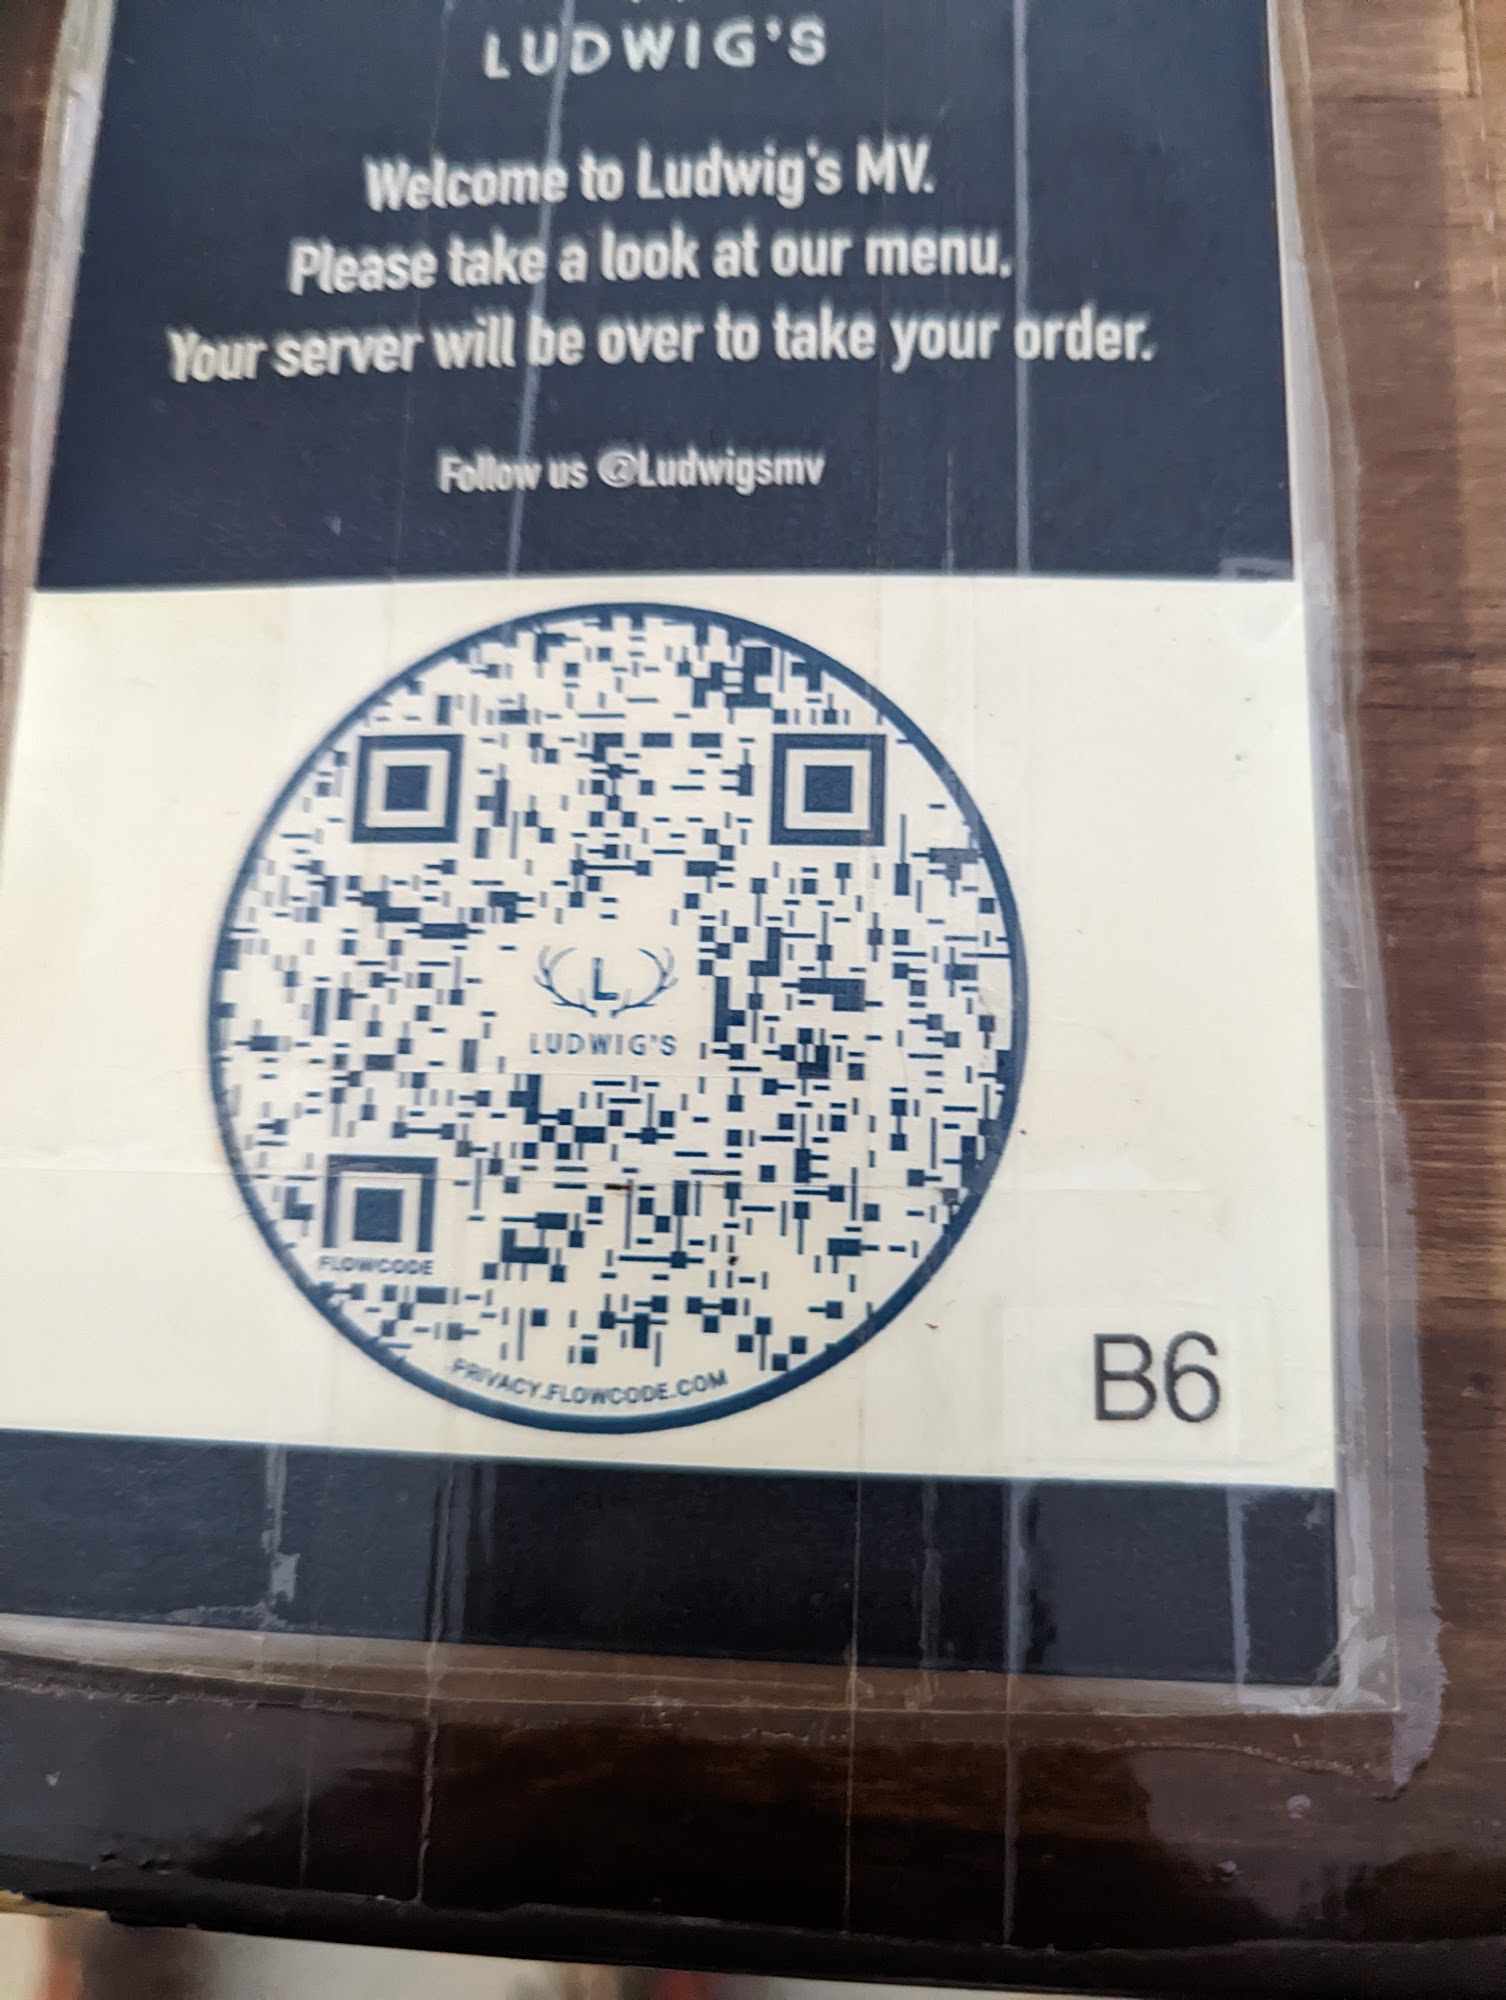 LUDWIG'S
Welcome to Ludwig's MV.
Please take a look at our menu.
Your server will be over to take your order.
Follow us @Ludwigsmv
L
LUDWIG'S
FLOWCODE
PRIVACY.FLOWCODE.COM
B6